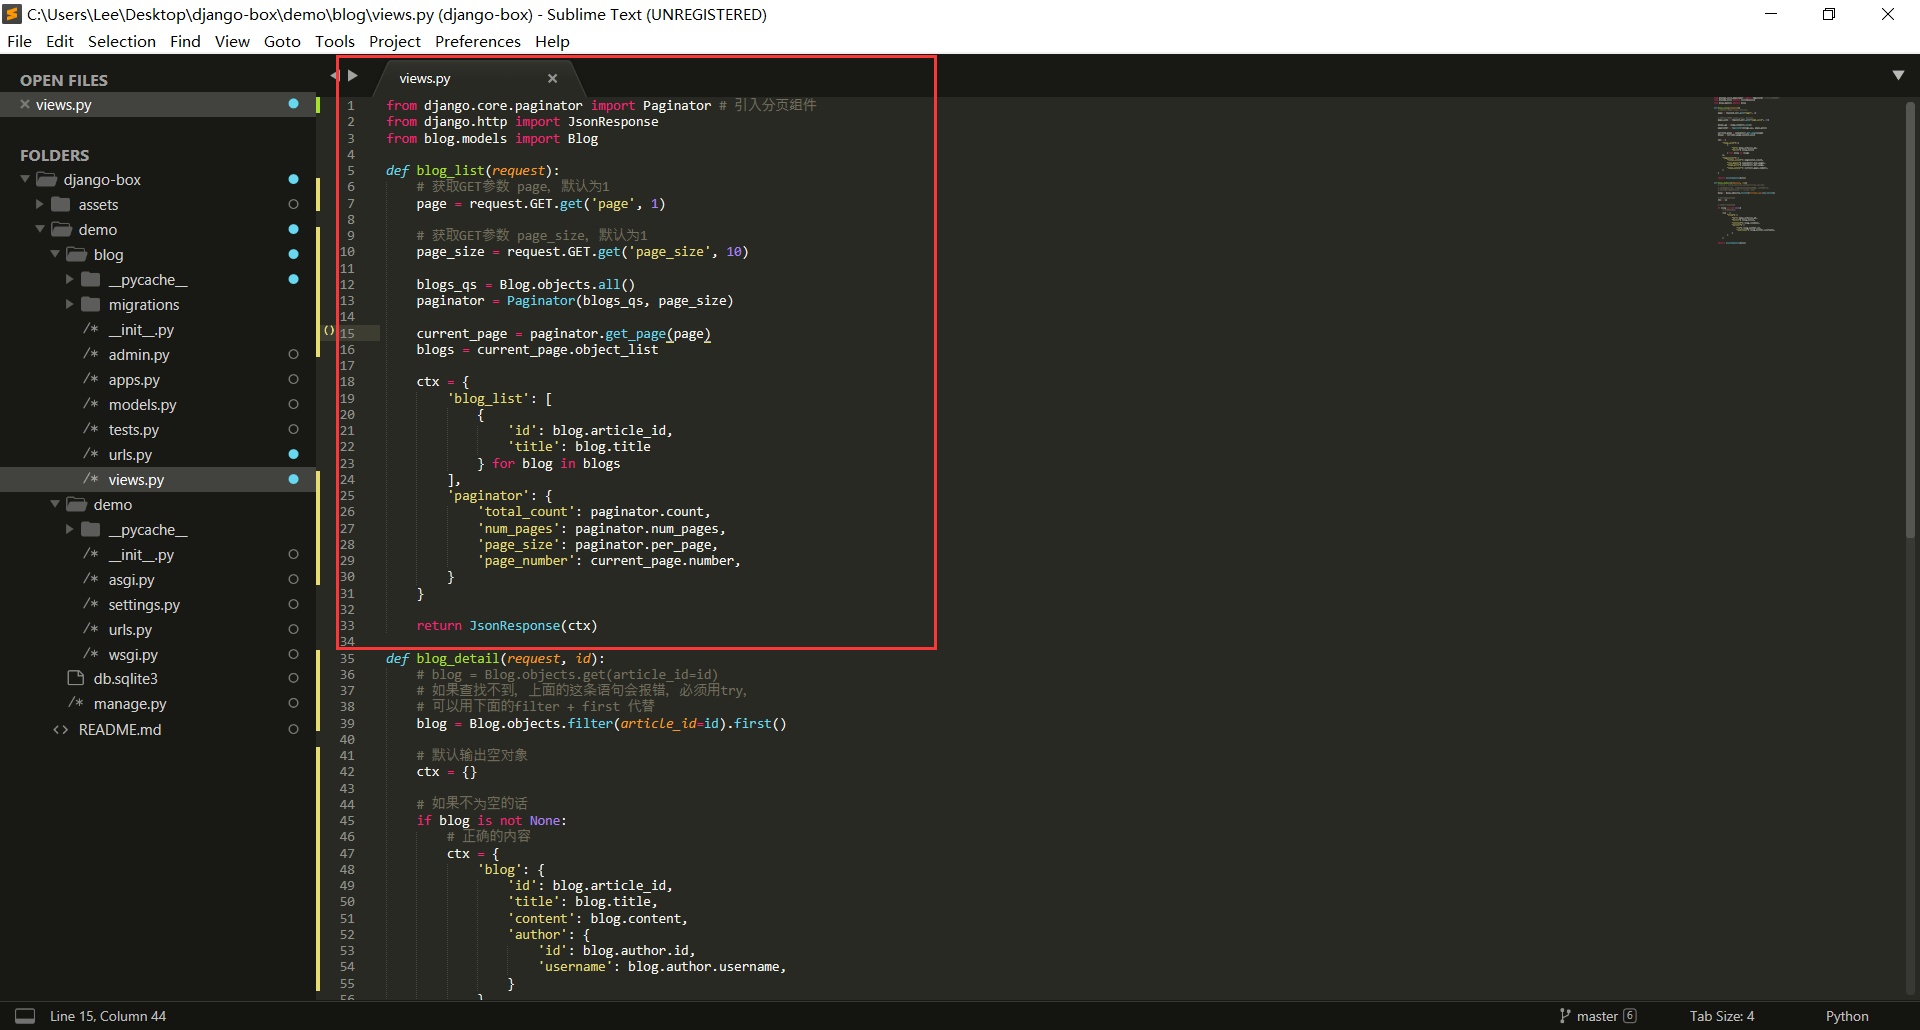 C:\Users\Lee\Desktop\django-box\demo\blog\views.py (django-box) - Sublime Text (UNREGISTERED)
File Edit Selection Find View Goto Tools Project Preferences Help
OPEN FILES
views.py
FOLDERS
django-box
assets
demo
blog
__pycache__
migrations
/* __init__.py
/* admin.py
/* apps.py
/* models.py
/* tests.py
/* urls.py
/* views.py
demo
__pycache__
/* __init__.py
/* asgi.py
/* settings.py
/* urls.py
/* wsgi.py
db.sqlite3
/* manage.py
<> README.md
views.py
1 from django.core.paginator import Paginator # 引入分页组件
2 from django.http import JsonResponse
3 from blog.models import Blog
4
5 def blog_list(request):
6     # 获取GET参数 page, 默认为1
7     page = request.GET.get('page', 1)
8
9     # 获取GET参数 page_size, 默认为1
10     page_size = request.GET.get('page_size', 10)
11
12     blogs_qs = Blog.objects.all()
13     paginator = Paginator(blogs_qs, page_size)
14
() 15     current_page = paginator.get_page(page)
16     blogs = current_page.object_list
17
18     ctx = {
19         'blog_list': [
20             {
21                 'id': blog.article_id,
22                 'title': blog.title
23             } for blog in blogs
24         ],
25         'paginator': {
26             'total_count': paginator.count,
27             'num_pages': paginator.num_pages,
28             'page_size': paginator.per_page,
29             'page_number': current_page.number,
30         }
31     }
32
33     return JsonResponse(ctx)
34
35 def blog_detail(request, id):
36     # blog = Blog.objects.get(article_id=id)
37     # 如果查找不到, 上面的这条语句会报错, 必须用try,
38     # 可以用下面的filter + first 代替
39     blog = Blog.objects.filter(article_id=id).first()
40
41     # 默认输出空对象
42     ctx = {}
43
44     # 如果不为空的话
45     if blog is not None:
46         # 正确的内容
47         ctx = {
48             'blog': {
49                 'id': blog.article_id,
50                 'title': blog.title,
51                 'content': blog.content,
52                 'author': {
53                     'id': blog.author.id,
54                     'username': blog.author.username,
55                 }
56             }
Line 15, Column 44
master 6
Tab Size: 4
Python